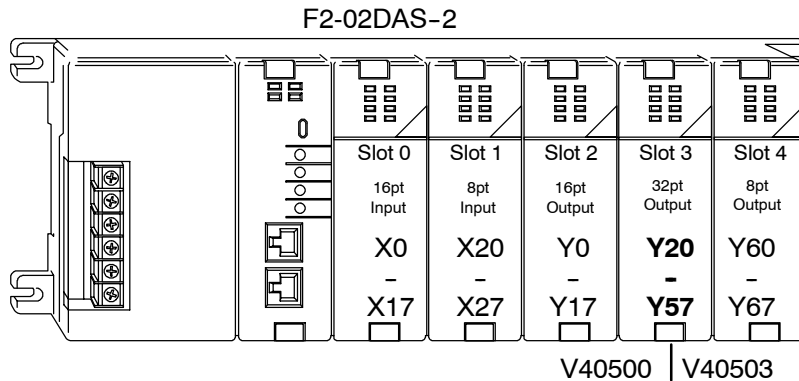 F2-02DAS-2
Slot 0 Slot 1 Slot 2 Slot 3 Slot 4
16pt 8pt 16pt 32pt 8pt
Input Input Output Output Output
X0 X20 Y0 Y20 Y60
- - - - -
X17 X27 Y17 Y57 Y67
V40500 V40503